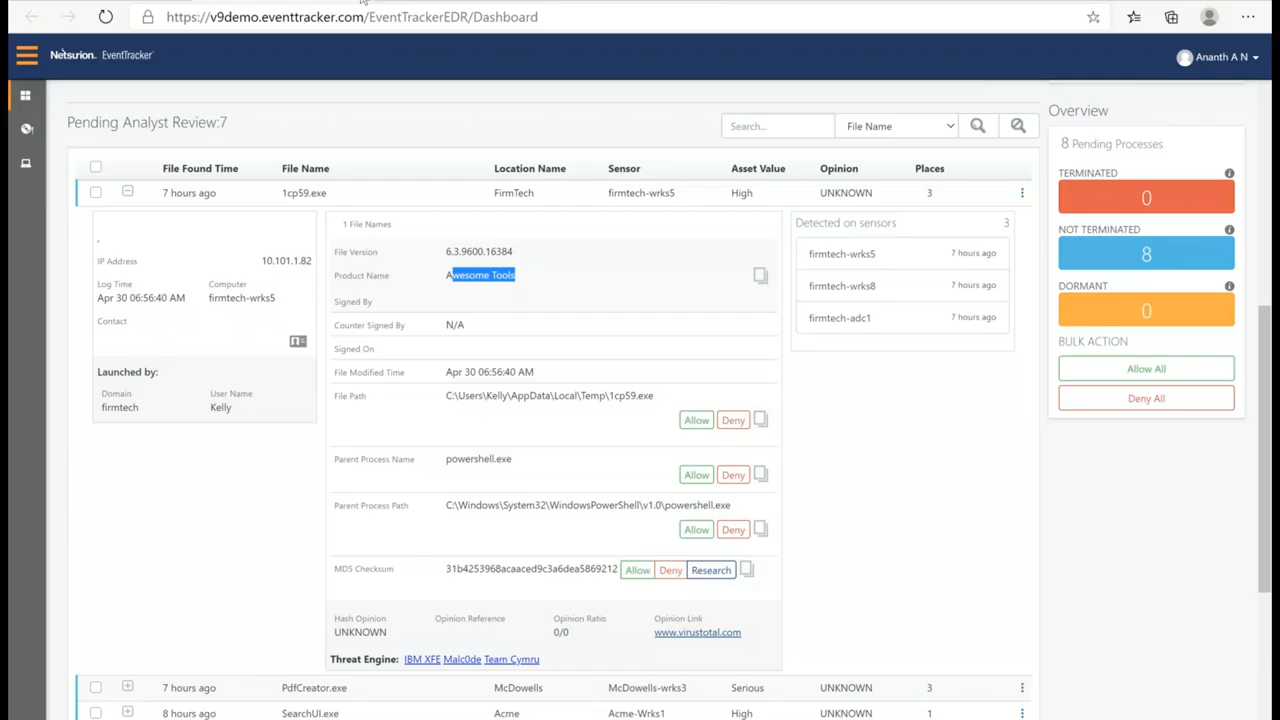 https://v9demo.eventtracker.com/EventTrackerEDR/Dashboard
Netsurion. EventTracker
Ananth A N
Pending Analyst Review:7
Search...
File Name
File Found Time File Name Location Name Sensor Asset Value Opinion Places
7 hours ago 1cp59.exe FirmTech firmtech-wrks5 High UNKNOWN 3
,
IP Address 10.101.1.82
Log Time Computer
Apr 30 06:56:40 AM firmtech-wrks5
Contact
Launched by:
Domain User Name
firmtech Kelly
1 File Names
File Version 6.3.9600.16384
Product Name Awesome Tools
Signed By
Counter Signed By N/A
Signed On
File Modified Time Apr 30 06:56:40 AM
File Path C:\Users\Kelly\AppData\Local\Temp\1cp59.exe
Allow Deny
Parent Process Name powershell.exe
Allow Deny
Parent Process Path C:\Windows\System32\WindowsPowerShell\v1.0\powershell.exe
Allow Deny
MD5 Checksum 31b4253968acaaced9c3a6dea5869212 Allow Deny Research
Hash Opinion Opinion Reference Opinion Ratio Opinion Link
UNKNOWN 0/0 www.virustotal.com
Threat Engine: IBM XFE Malc0de Team Cymru
Detected on sensors 3
firmtech-wrks5 7 hours ago
firmtech-wrks8 7 hours ago
firmtech-adc1 7 hours ago
7 hours ago PdfCreator.exe McDowells McDowells-wrks3 Serious UNKNOWN 3
8 hours ago SearchUI.exe Acme Acme-Wrks1 High UNKNOWN 1
Overview
8 Pending Processes
TERMINATED
0
NOT TERMINATED
8
DORMANT
0
BULK ACTION
Allow All
Deny All